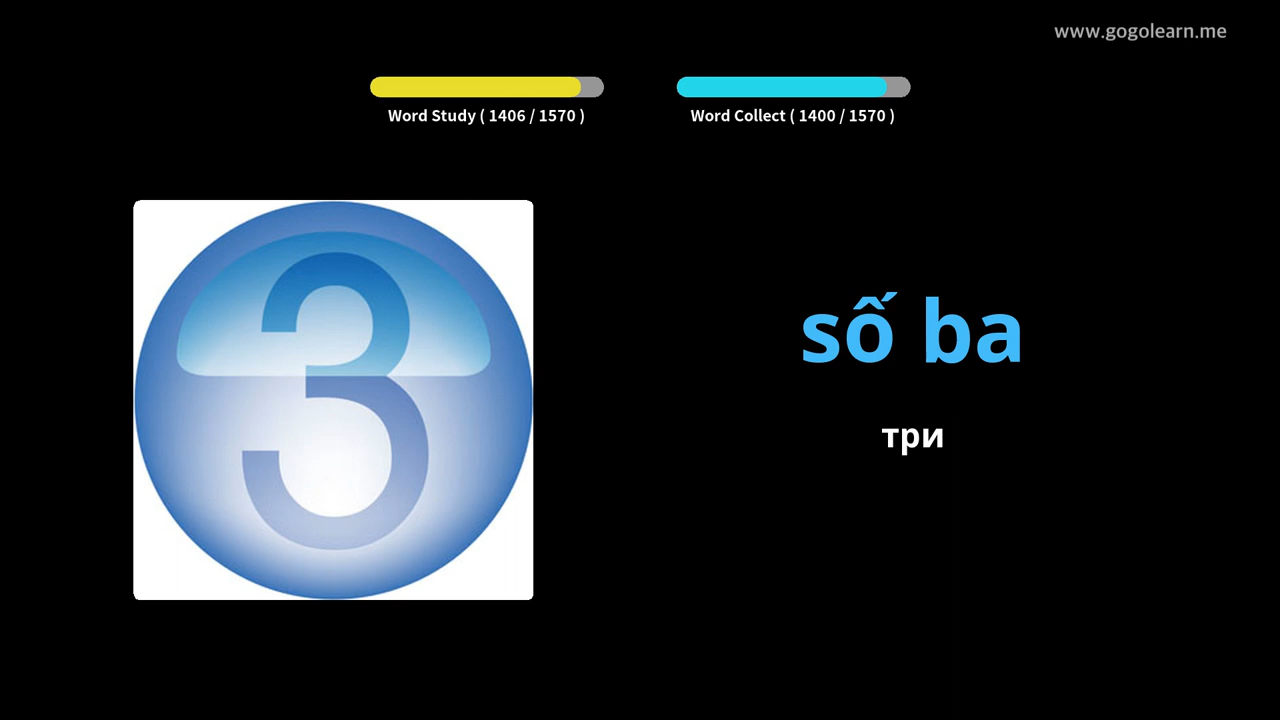 www.gogolearn.me
Word Study ( 1406 / 1570 )
Word Collect ( 1400 / 1570 )
3
số ba
три